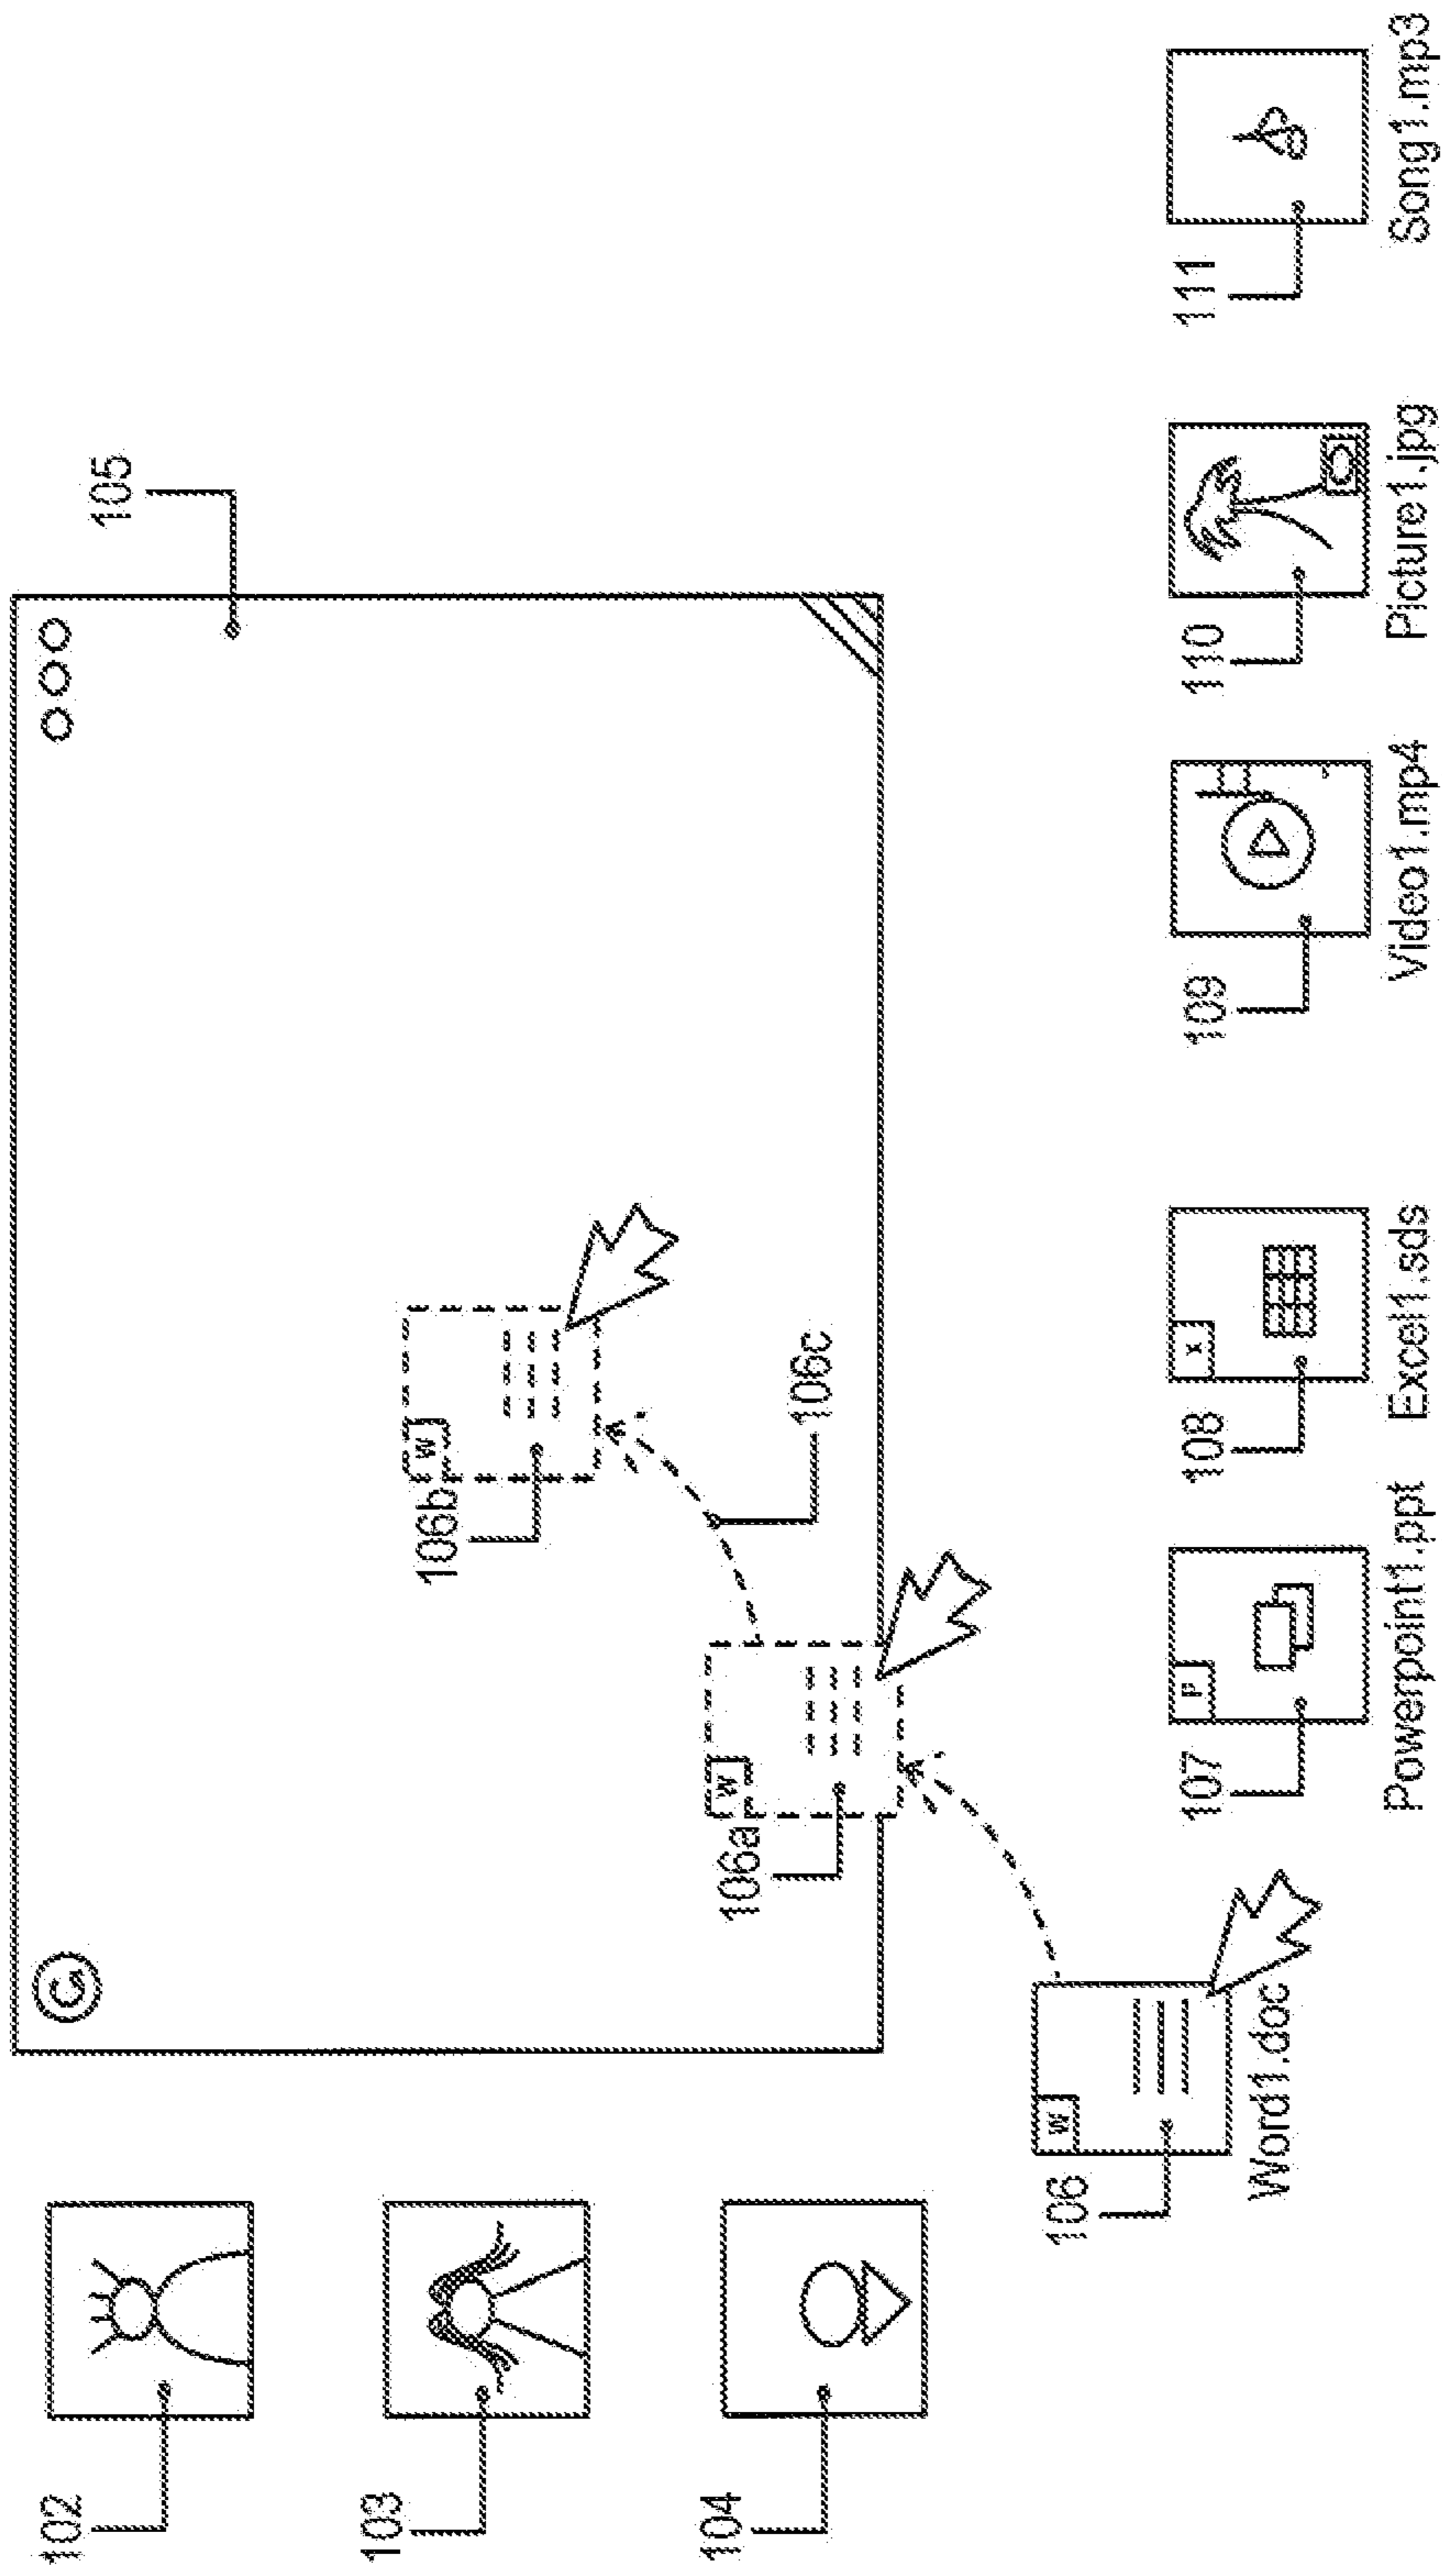 102
105
103
W
106b
104
W
106a
106c
106
W
Word1.doc
107
P
Powerpoint1.ppt
108
X
Excel1.sds
109
Video1.mp4
110
Picture1.jpg
111
Song1.mp3